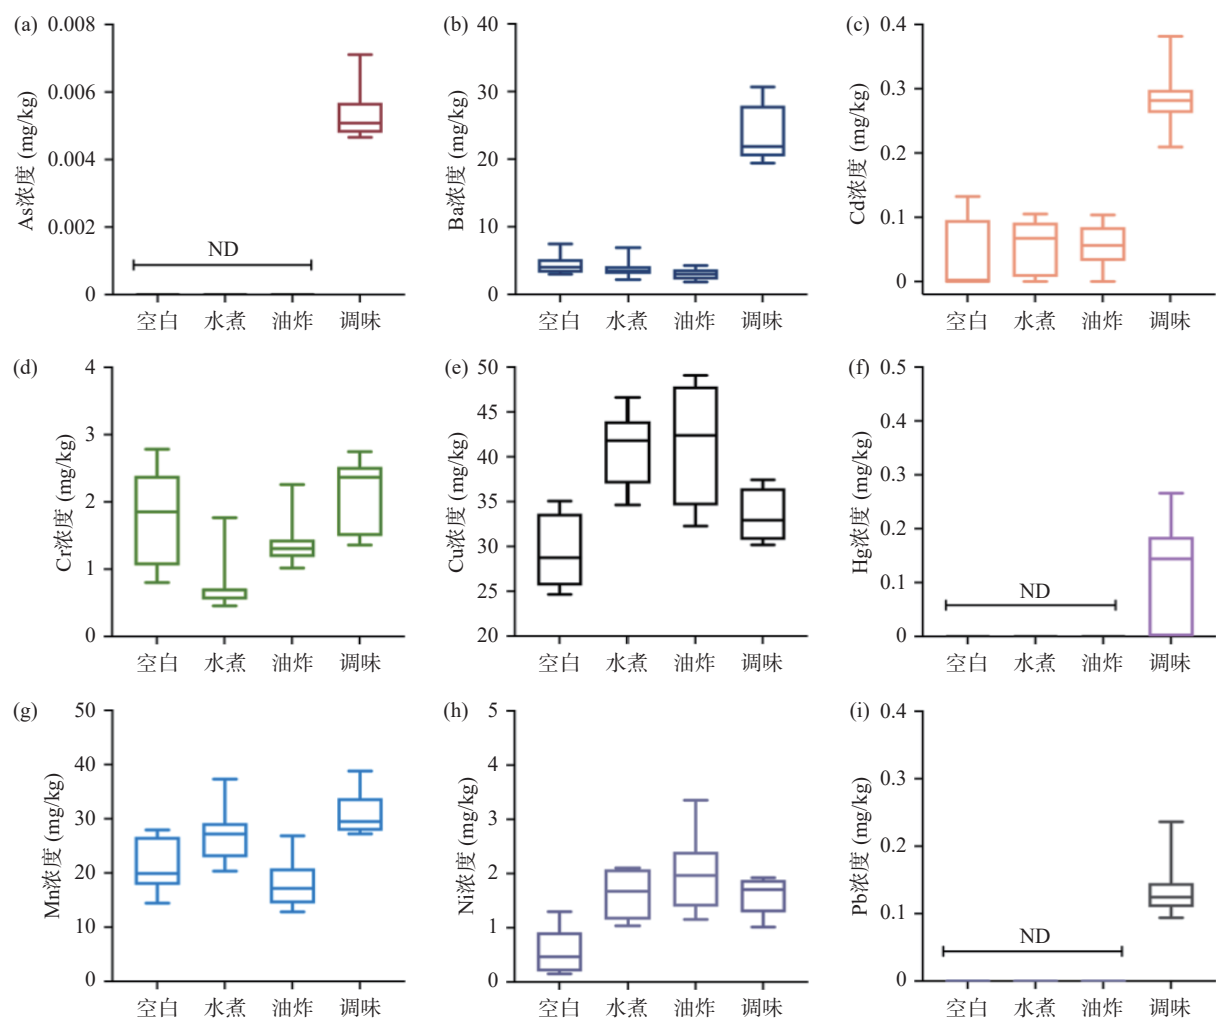 (a)
As浓度 (mg/kg)
0.008
0.006
0.004
0.002
0
ND
空白 水煮 油炸 调味
(b)
Ba浓度 (mg/kg)
40
30
20
10
0
空白 水煮 油炸 调味
(c)
Cd浓度 (mg/kg)
0.4
0.3
0.2
0.1
0
空白 水煮 油炸 调味
(d)
Cr浓度 (mg/kg)
4
3
2
1
0
空白 水煮 油炸 调味
(e)
Cu浓度 (mg/kg)
50
45
40
35
30
25
20
空白 水煮 油炸 调味
(f)
Hg浓度 (mg/kg)
0.5
0.4
0.3
0.2
0.1
0
ND
空白 水煮 油炸 调味
(g)
Mn浓度 (mg/kg)
50
40
30
20
10
0
空白 水煮 油炸 调味
(h)
Ni浓度 (mg/kg)
5
4
3
2
1
0
空白 水煮 油炸 调味
(i)
Pb浓度 (mg/kg)
0.4
0.3
0.2
0.1
0
ND
空白 水煮 油炸 调味